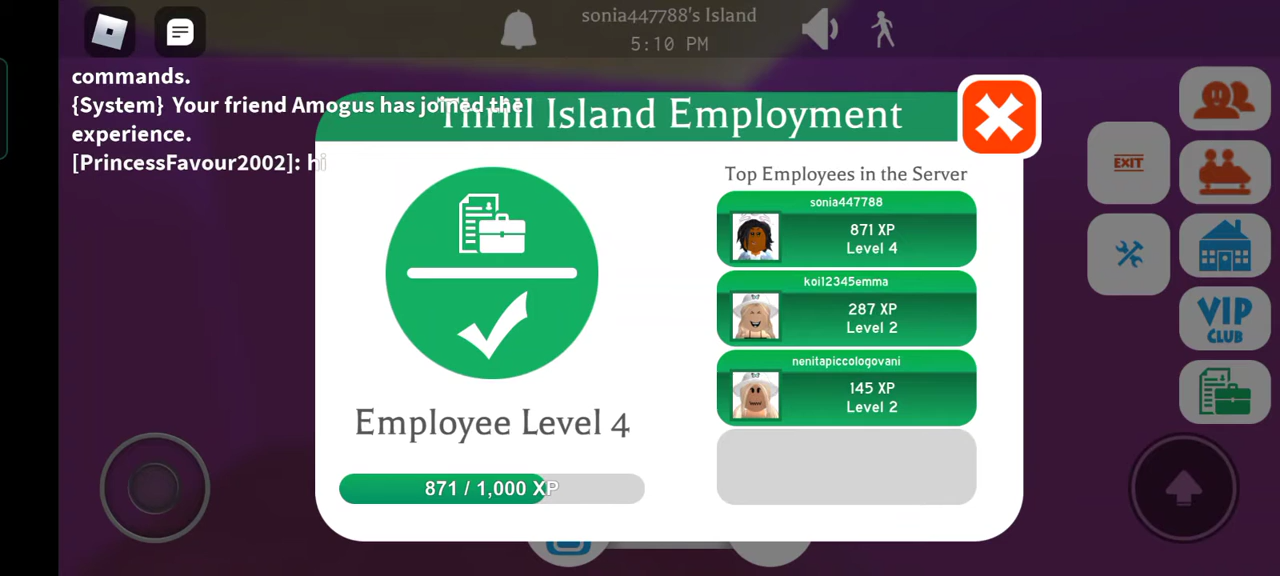 sonia447788's Island
5:10 PM
commands.
{System} Your friend Amogus has joined the
experience.
[PrincessFavour2002]: hi
Thrill Island Employment
EXIT
Top Employees in the Server
sonia447788
871 XP
Level 4
koi12345emma
287 XP
Level 2
VIP
CLUB
nenitapiccologovani
145 XP
Level 2
Employee Level 4
871 / 1,000 XP